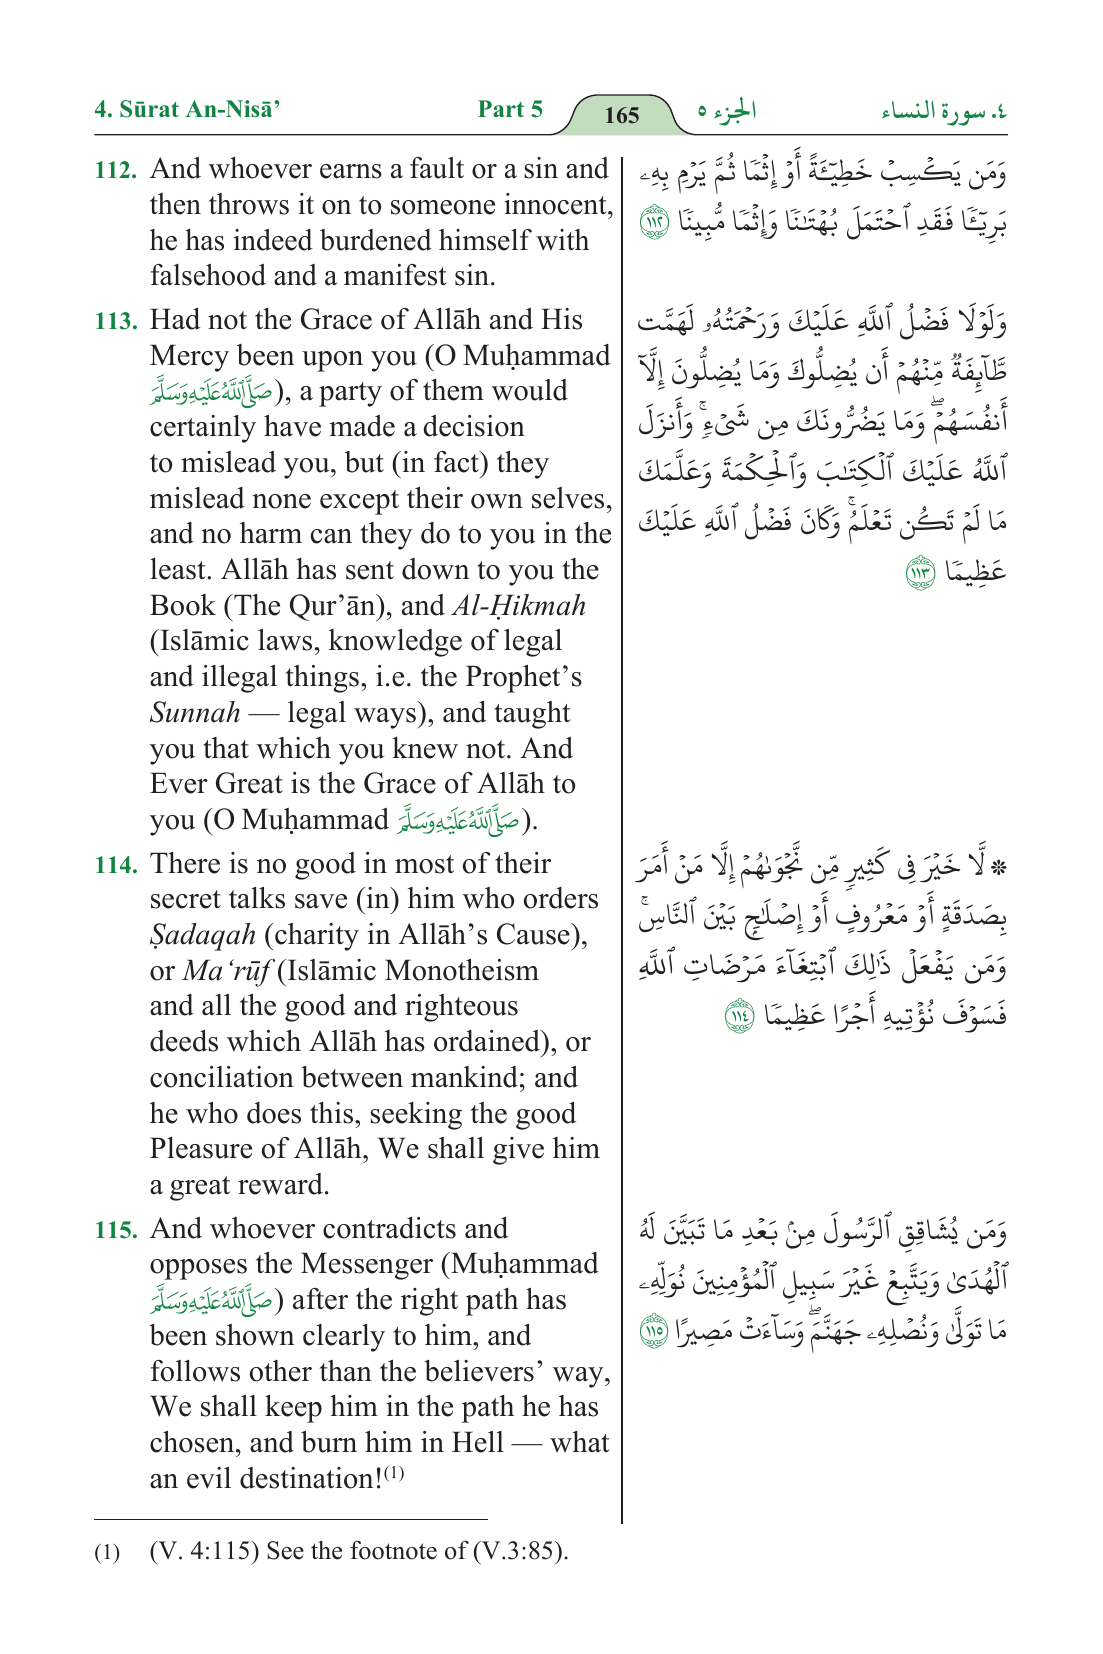 4. Sūrat An-Nisā’ Part 5 165 الجزء ٥ ٤. سورة النساء
112. And whoever earns a fault or a sin and
then throws it on to someone innocent,
he has indeed burdened himself with
falsehood and a manifest sin.
113. Had not the Grace of Allāh and His
Mercy been upon you (O Muḥammad
صَلَّى ٱللَّهُ عَلَيْهِ وَسَلَّمَ), a party of them would
certainly have made a decision
to mislead you, but (in fact) they
mislead none except their own selves,
and no harm can they do to you in the
least. Allāh has sent down to you the
Book (The Qur’ān), and Al-Ḥikmah
(Islāmic laws, knowledge of legal
and illegal things, i.e. the Prophet’s
Sunnah — legal ways), and taught
you that which you knew not. And
Ever Great is the Grace of Allāh to
you (O Muḥammad صَلَّى ٱللَّهُ عَلَيْهِ وَسَلَّمَ).
114. There is no good in most of their
secret talks save (in) him who orders
Ṣadaqah (charity in Allāh’s Cause),
or Ma‘rūf (Islāmic Monotheism
and all the good and righteous
deeds which Allāh has ordained), or
conciliation between mankind; and
he who does this, seeking the good
Pleasure of Allāh, We shall give him
a great reward.
115. And whoever contradicts and
opposes the Messenger (Muḥammad
صَلَّى ٱللَّهُ عَلَيْهِ وَسَلَّمَ) after the right path has
been shown clearly to him, and
follows other than the believers’ way,
We shall keep him in the path he has
chosen, and burn him in Hell — what
an evil destination!(1)
وَمَن يَكْسِبْ خَطِيٓـَٔةً أَوْ إِثْمًا ثُمَّ يَرْمِ بِهِۦ
بَرِيٓـًٔا فَقَدِ ٱحْتَمَلَ بُهْتَـٰنًا وَإِثْمًا مُّبِينًا ١١٢
وَلَوْلَا فَضْلُ ٱللَّهِ عَلَيْكَ وَرَحْمَتُهُۥ لَهَمَّت
طَّآئِفَةٌ مِّنْهُمْ أَن يُضِلُّوكَ وَمَا يُضِلُّونَ إِلَّآ
أَنفُسَهُمْ ۖ وَمَا يَضُرُّونَكَ مِن شَىْءٍ ۚ وَأَنزَلَ
ٱللَّهُ عَلَيْكَ ٱلْكِتَـٰبَ وَٱلْحِكْمَةَ وَعَلَّمَكَ
مَا لَمْ تَكُن تَعْلَمُ ۚ وَكَانَ فَضْلُ ٱللَّهِ عَلَيْكَ
عَظِيمًا ١١٣
* لَّا خَيْرَ فِى كَثِيرٍ مِّن نَّجْوَىٰهُمْ إِلَّا مَنْ أَمَرَ
بِصَدَقَةٍ أَوْ مَعْرُوفٍ أَوْ إِصْلَـٰحٍۭ بَيْنَ ٱلنَّاسِ ۚ
وَمَن يَفْعَلْ ذَٰلِكَ ٱبْتِغَآءَ مَرْضَاتِ ٱللَّهِ
فَسَوْفَ نُؤْتِيهِ أَجْرًا عَظِيمًا ١١٤
وَمَن يُشَاقِقِ ٱلرَّسُولَ مِنۢ بَعْدِ مَا تَبَيَّنَ لَهُ
ٱلْهُدَىٰ وَيَتَّبِعْ غَيْرَ سَبِيلِ ٱلْمُؤْمِنِينَ نُوَلِّهِۦ
مَا تَوَلَّىٰ وَنُصْلِهِۦ جَهَنَّمَ ۖ وَسَآءَتْ مَصِيرًا ١١٥
(1) (V. 4:115) See the footnote of (V.3:85).